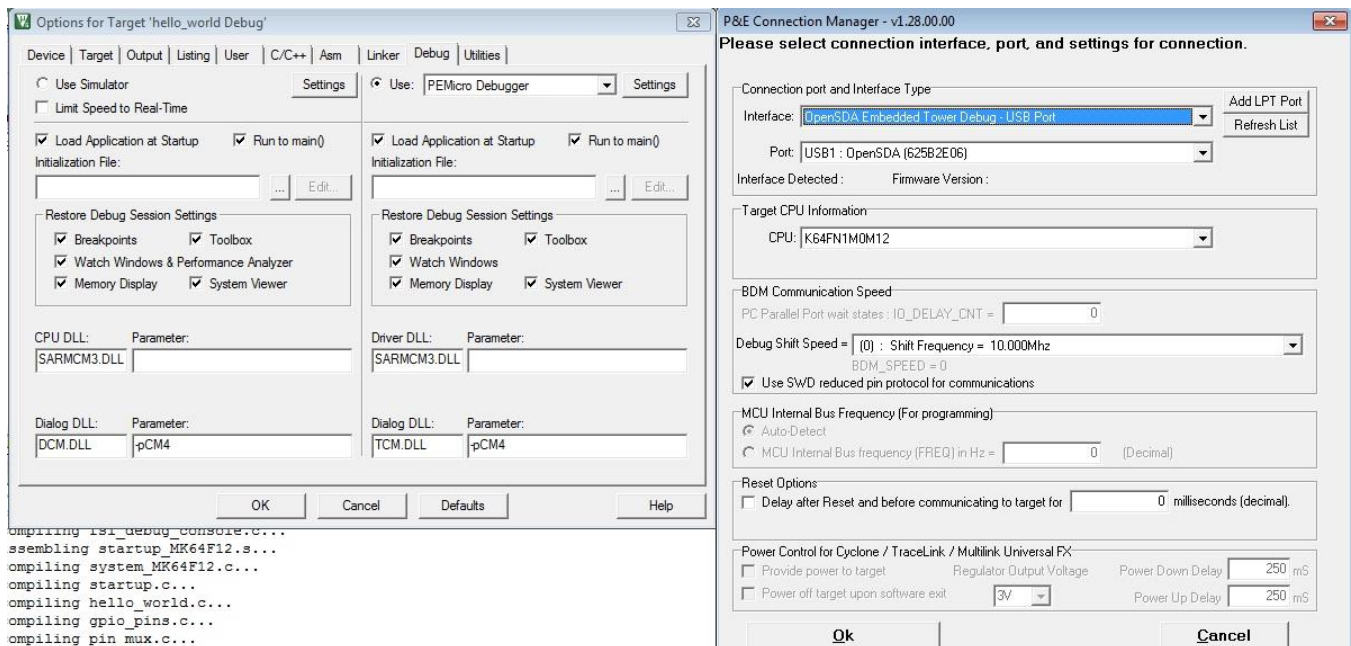 Options for Target 'hello_world Debug'
Device Target Output Listing User C/C++ Asm Linker Debug Utilities
Use Simulator Settings
Limit Speed to Real-Time
Use: PEMicro Debugger Settings
Load Application at Startup Run to main()
Initialization File:
... Edit...
Restore Debug Session Settings
Breakpoints Toolbox
Watch Windows & Performance Analyzer
Memory Display System Viewer
CPU DLL: Parameter:
SARMCM3.DLL
Dialog DLL: Parameter:
DCM.DLL -pCM4
Load Application at Startup Run to main()
Initialization File:
... Edit...
Restore Debug Session Settings
Breakpoints Toolbox
Watch Windows
Memory Display System Viewer
Driver DLL: Parameter:
SARMCM3.DLL
Dialog DLL: Parameter:
TCM.DLL -pCM4
OK Cancel Defaults Help
ssembling startup_MK64F12.s...
ompiling system_MK64F12.c...
ompiling startup.c...
ompiling hello_world.c...
ompiling gpio_pins.c...
ompiling pin mux.c...
P&E Connection Manager - v1.28.00.00
Please select connection interface, port, and settings for connection.
Connection port and Interface Type
Interface: OpenSDA Embedded Tower Debug - USB Port
Add LPT Port
Port: USB1 : OpenSDA (625B2E06)
Refresh List
Interface Detected : Firmware Version :
Target CPU Information
CPU: K64FN1M0M12
BDM Communication Speed
PC Parallel Port wait states : IO_DELAY_CNT = 0
Debug Shift Speed = (0) : Shift Frequency = 10.000Mhz
BDM_SPEED = 0
Use SWD reduced pin protocol for communications
MCU Internal Bus Frequency (For programming)
Auto-Detect
MCU Internal Bus frequency (FREQ) in Hz = 0 (Decimal)
Reset Options
Delay after Reset and before communicating to target for 0 milliseconds (decimal).
Power Control for Cyclone / TraceLink / Multilink Universal FX
Provide power to target Regulator Output Voltage Power Down Delay 250 mS
Power off target upon software exit 3V Power Up Delay 250 mS
Ok Cancel